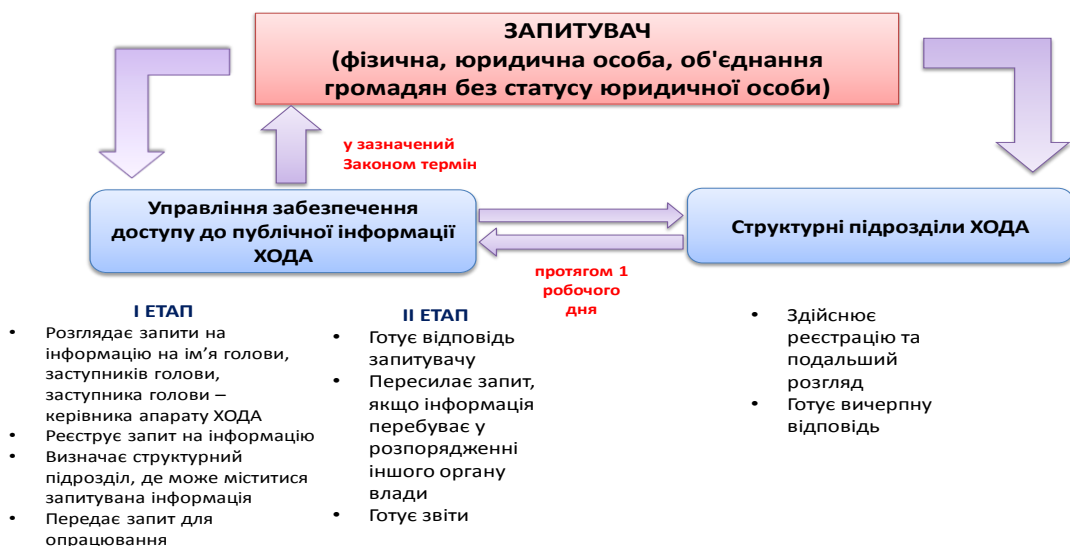 ЗАПИТУВАЧ
(фізична, юридична особа, об'єднання
громадян без статусу юридичної особи)
у зазначений
Законом термін
Управління забезпечення
доступу до публічної інформації
ХОДА
Структурні підрозділи ХОДА
протягом 1
робочого
дня
І ЕТАП
• Розглядає запити на
інформацію на ім’я голови,
заступників голови,
заступника голови –
керівника апарату ХОДА
• Реєструє запит на інформацію
• Визначає структурний
підрозділ, де може міститися
запитувана інформація
• Передає запит для
опрацювання
ІІ ЕТАП
• Готує відповідь
запитувачу
• Пересилає запит,
якщо інформація
перебуває у
розпорядженні
іншого органу
влади
• Готує звіти
• Здійснює
реєстрацію та
подальший
розгляд
• Готує вичерпну
відповідь